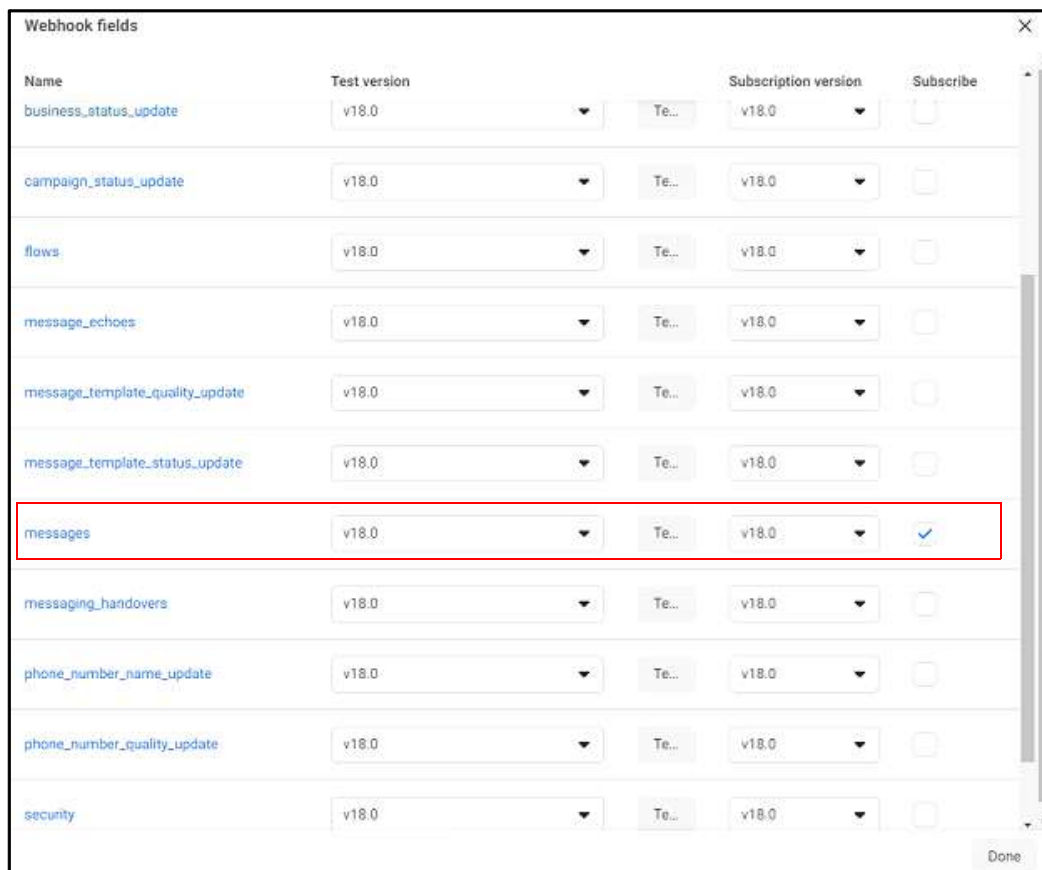 Webhook fields
Name Test version Subscription version Subscribe
business_status_update v18.0 Te... v18.0
campaign_status_update v18.0 Te... v18.0
flows v18.0 Te... v18.0
message_echoes v18.0 Te... v18.0
message_template_quality_update v18.0 Te... v18.0
message_template_status_update v18.0 Te... v18.0
messages v18.0 Te... v18.0
messaging_handovers v18.0 Te... v18.0
phone_number_name_update v18.0 Te... v18.0
phone_number_quality_update v18.0 Te... v18.0
security v18.0 Te... v18.0
Done